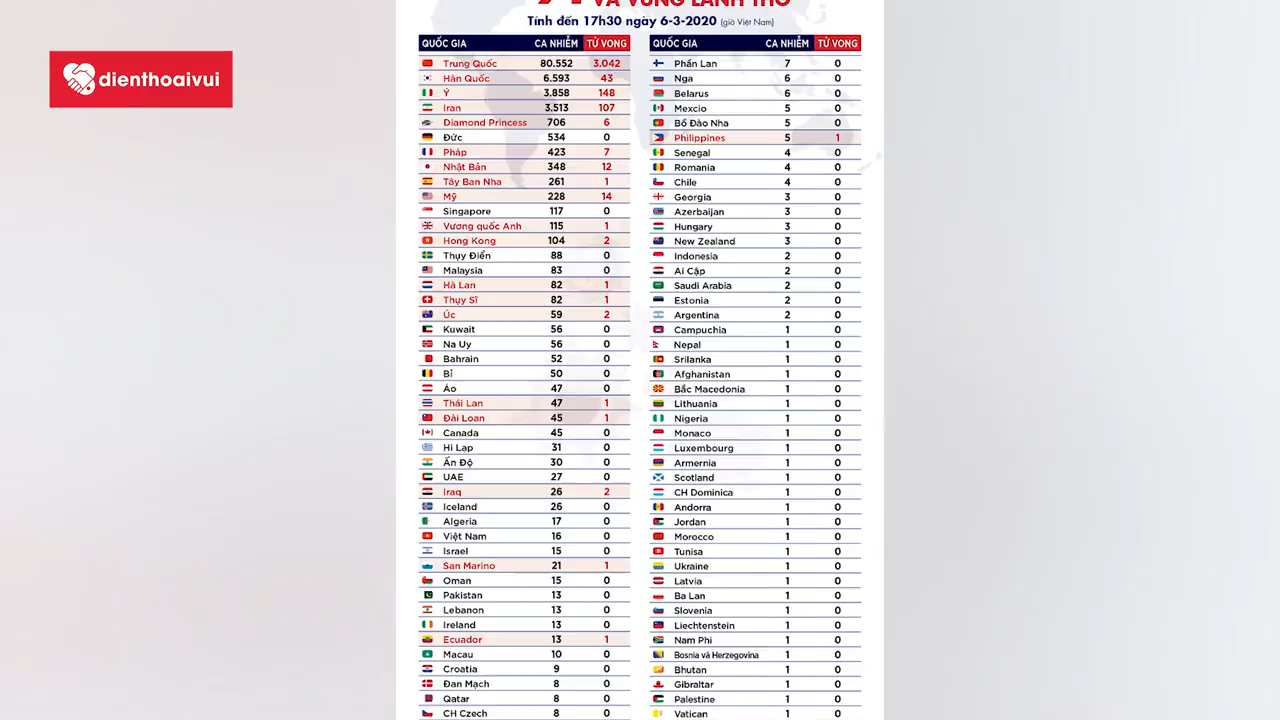 VÀ VÙNG LÃNH THỔ
Tính đến 17h30 ngày 6-3-2020 (giờ Việt Nam)
dienthoaivui
QUỐC GIA CA NHIỄM TỬ VONG
Trung Quốc 80.552 3.042
Hàn Quốc 6.593 43
Ý 3.858 148
Iran 3.513 107
Diamond Princess 706 6
Đức 534 0
Pháp 423 7
Nhật Bản 348 12
Tây Ban Nha 261 1
Mỹ 228 14
Singapore 117 0
Vương quốc Anh 115 1
Hong Kong 104 2
Thụy Điển 88 0
Malaysia 83 0
Hà Lan 82 1
Thụy Sĩ 82 1
Úc 59 2
Kuwait 56 0
Na Uy 56 0
Bahrain 52 0
Bỉ 50 0
Áo 47 0
Thái Lan 47 1
Đài Loan 45 1
Canada 45 0
Hi Lạp 31 0
Ấn Độ 30 0
UAE 27 0
Iraq 26 2
Iceland 26 0
Algeria 17 0
Việt Nam 16 0
Israel 15 0
San Marino 21 1
Oman 15 0
Pakistan 13 0
Lebanon 13 0
Ireland 13 0
Ecuador 13 1
Macau 10 0
Croatia 9 0
Đan Mạch 8 0
Qatar 8 0
CH Czech 8 0
QUỐC GIA CA NHIỄM TỬ VONG
Phần Lan 7 0
Nga 6 0
Belarus 6 0
Mexcio 5 0
Bồ Đào Nha 5 0
Philippines 5 1
Senegal 4 0
Romania 4 0
Chile 4 0
Georgia 3 0
Azerbaijan 3 0
Hungary 3 0
New Zealand 3 0
Indonesia 2 0
Ai Cập 2 0
Saudi Arabia 2 0
Estonia 2 0
Argentina 2 0
Campuchia 1 0
Nepal 1 0
Srilanka 1 0
Afghanistan 1 0
Bắc Macedonia 1 0
Lithuania 1 0
Nigeria 1 0
Monaco 1 0
Luxembourg 1 0
Armernia 1 0
Scotland 1 0
CH Dominica 1 0
Andorra 1 0
Jordan 1 0
Morocco 1 0
Tunisa 1 0
Ukraine 1 0
Latvia 1 0
Ba Lan 1 0
Slovenia 1 0
Liechtenstein 1 0
Nam Phi 1 0
Bosnia và Herzegovina 1 0
Bhutan 1 0
Gibraltar 1 0
Palestine 1 0
Vatican 1 0